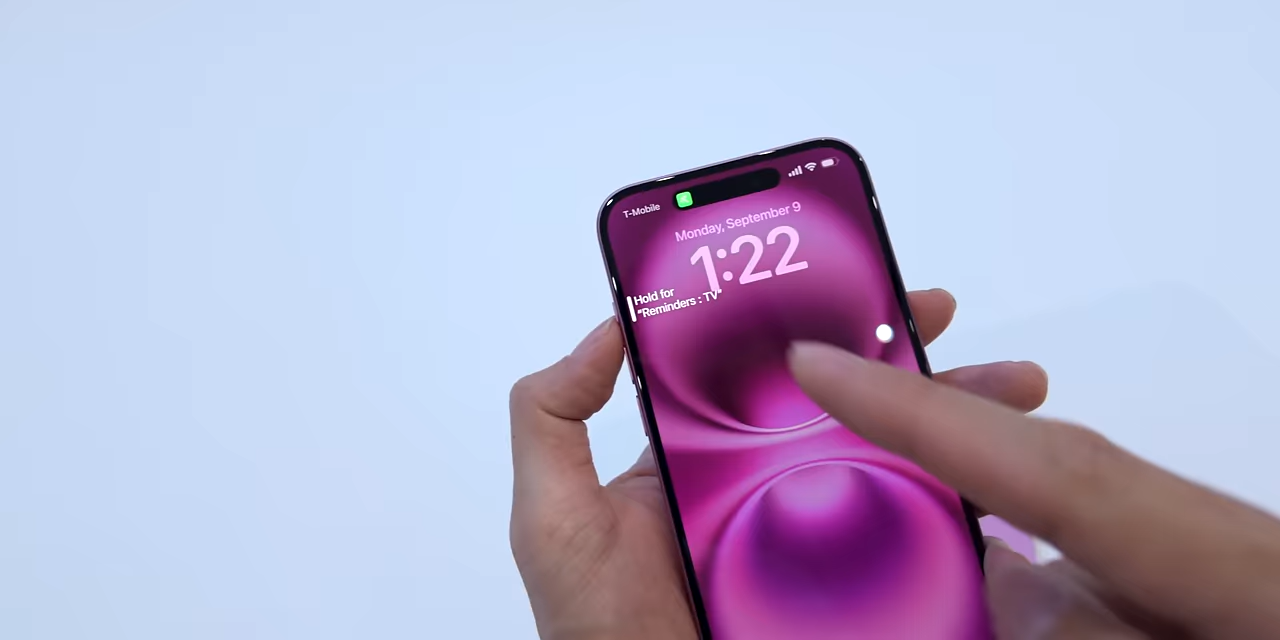 T-Mobile
Monday, September 9
1:22
Hold for
"Reminders : TV"